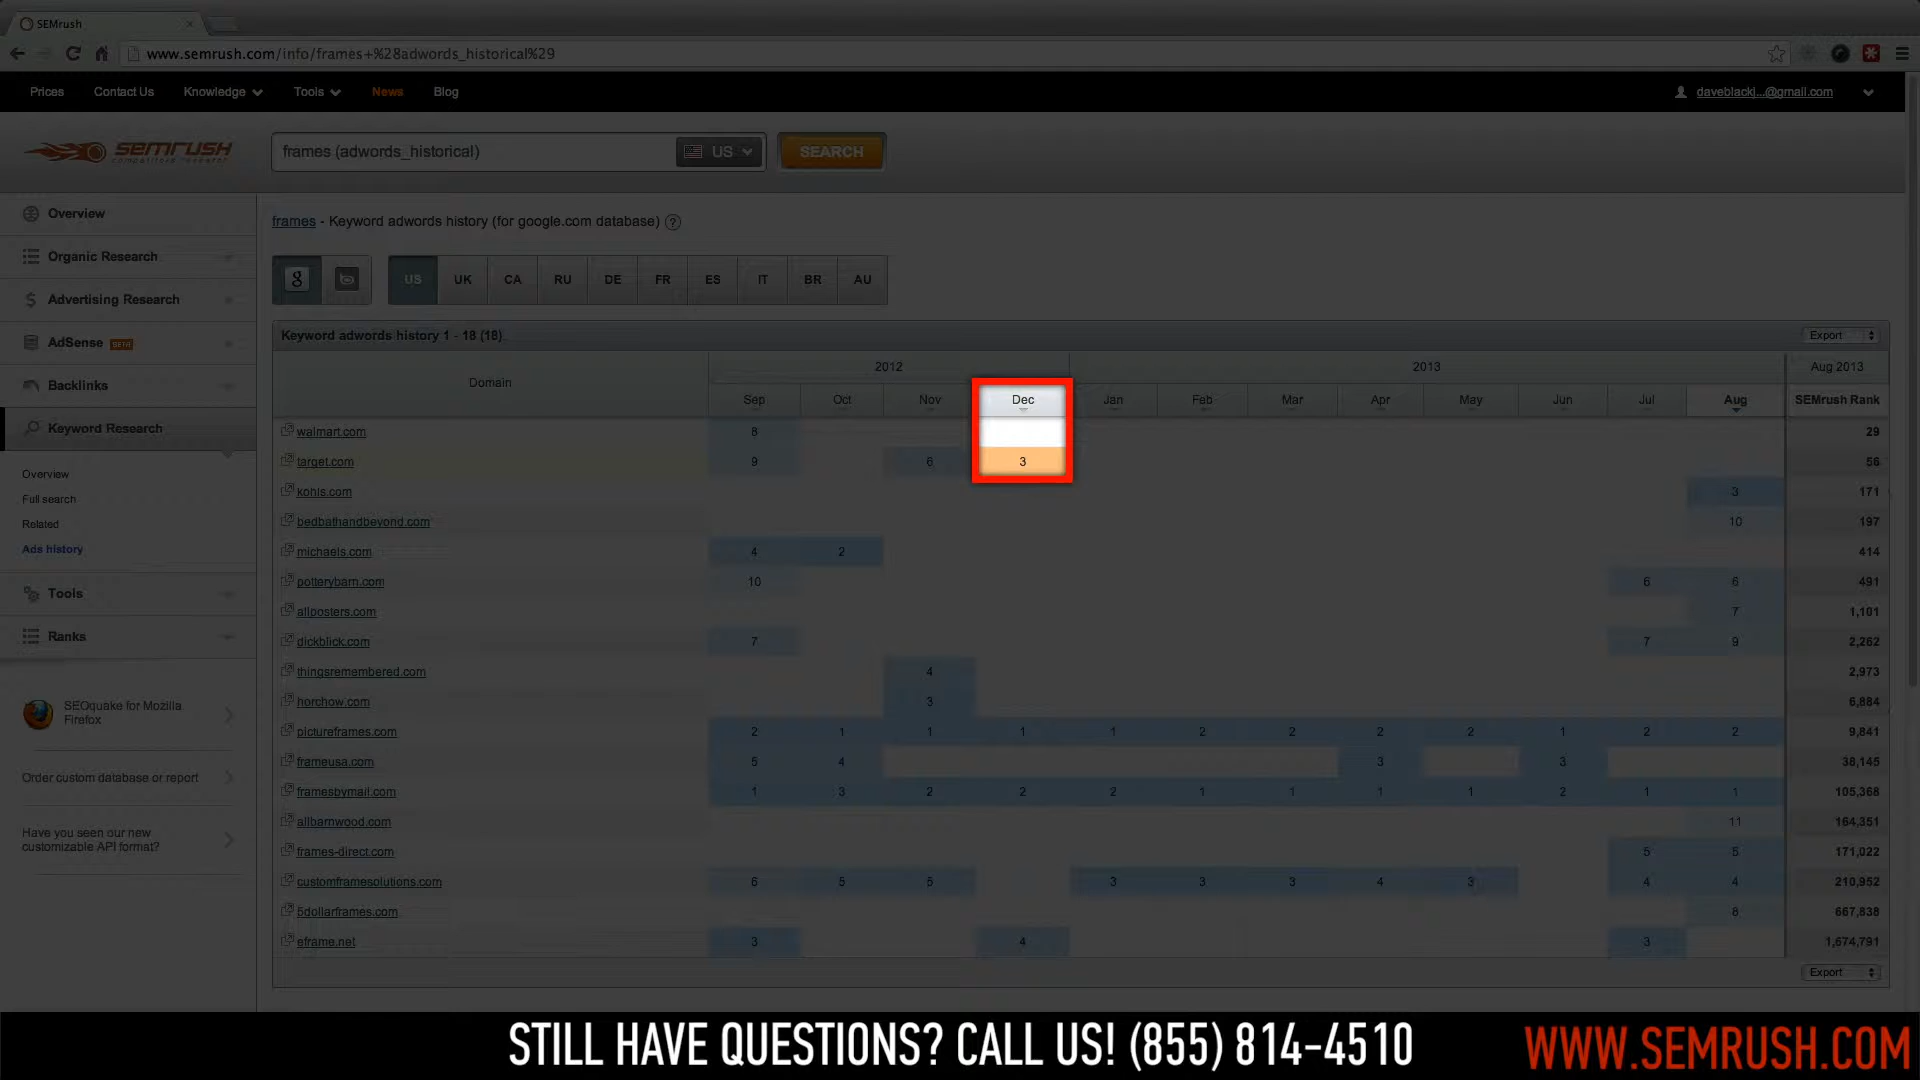 SEMrush
www.semrush.com/info/frames+%28adwords_historical%29
Prices Contact Us Knowledge Tools News Blog daveblackj...@gmail.com
SEMRUSH
competitors research
frames (adwords_historical) US SEARCH
Overview
Organic Research
Advertising Research
AdSense BETA
Backlinks
Keyword Research
Overview
Full search
Related
Ads history
Tools
Ranks
SEOquake for Mozilla
Firefox
Order custom database or report
Have you seen our new
customizable API format?
frames - Keyword adwords history (for google.com database) ?
g US UK CA RU DE FR ES IT BR AU
Keyword adwords history 1 - 18 (18). Export
Domain 2012 2013 Aug 2013
Sep Oct Nov Dec Jan Feb Mar Apr May Jun Jul Aug SEMrush Rank
walmart.com 8 29
target.com 9 6 3 56
kohls.com 3 171
bedbathandbeyond.com 10 197
michaels.com 4 2 414
potterybarn.com 10 6 6 491
allposters.com 7 1,101
dickblick.com 7 7 9 2,262
thingsremembered.com 4 2,973
horchow.com 3 6,884
pictureframes.com 2 1 1 1 1 2 2 2 2 1 2 2 9,841
frameusa.com 5 4 3 3 38,145
framesbymail.com 1 3 2 2 2 1 1 1 1 2 1 1 105,368
allbarnwood.com 11 164,351
frames-direct.com 5 5 171,022
customframesolutions.com 6 5 5 3 3 3 4 3 4 4 210,952
5dollarframes.com 8 667,838
eframe.net 3 4 3 1,674,791
Export
STILL HAVE QUESTIONS? CALL US! (855) 814-4510
WWW.SEMRUSH.COM